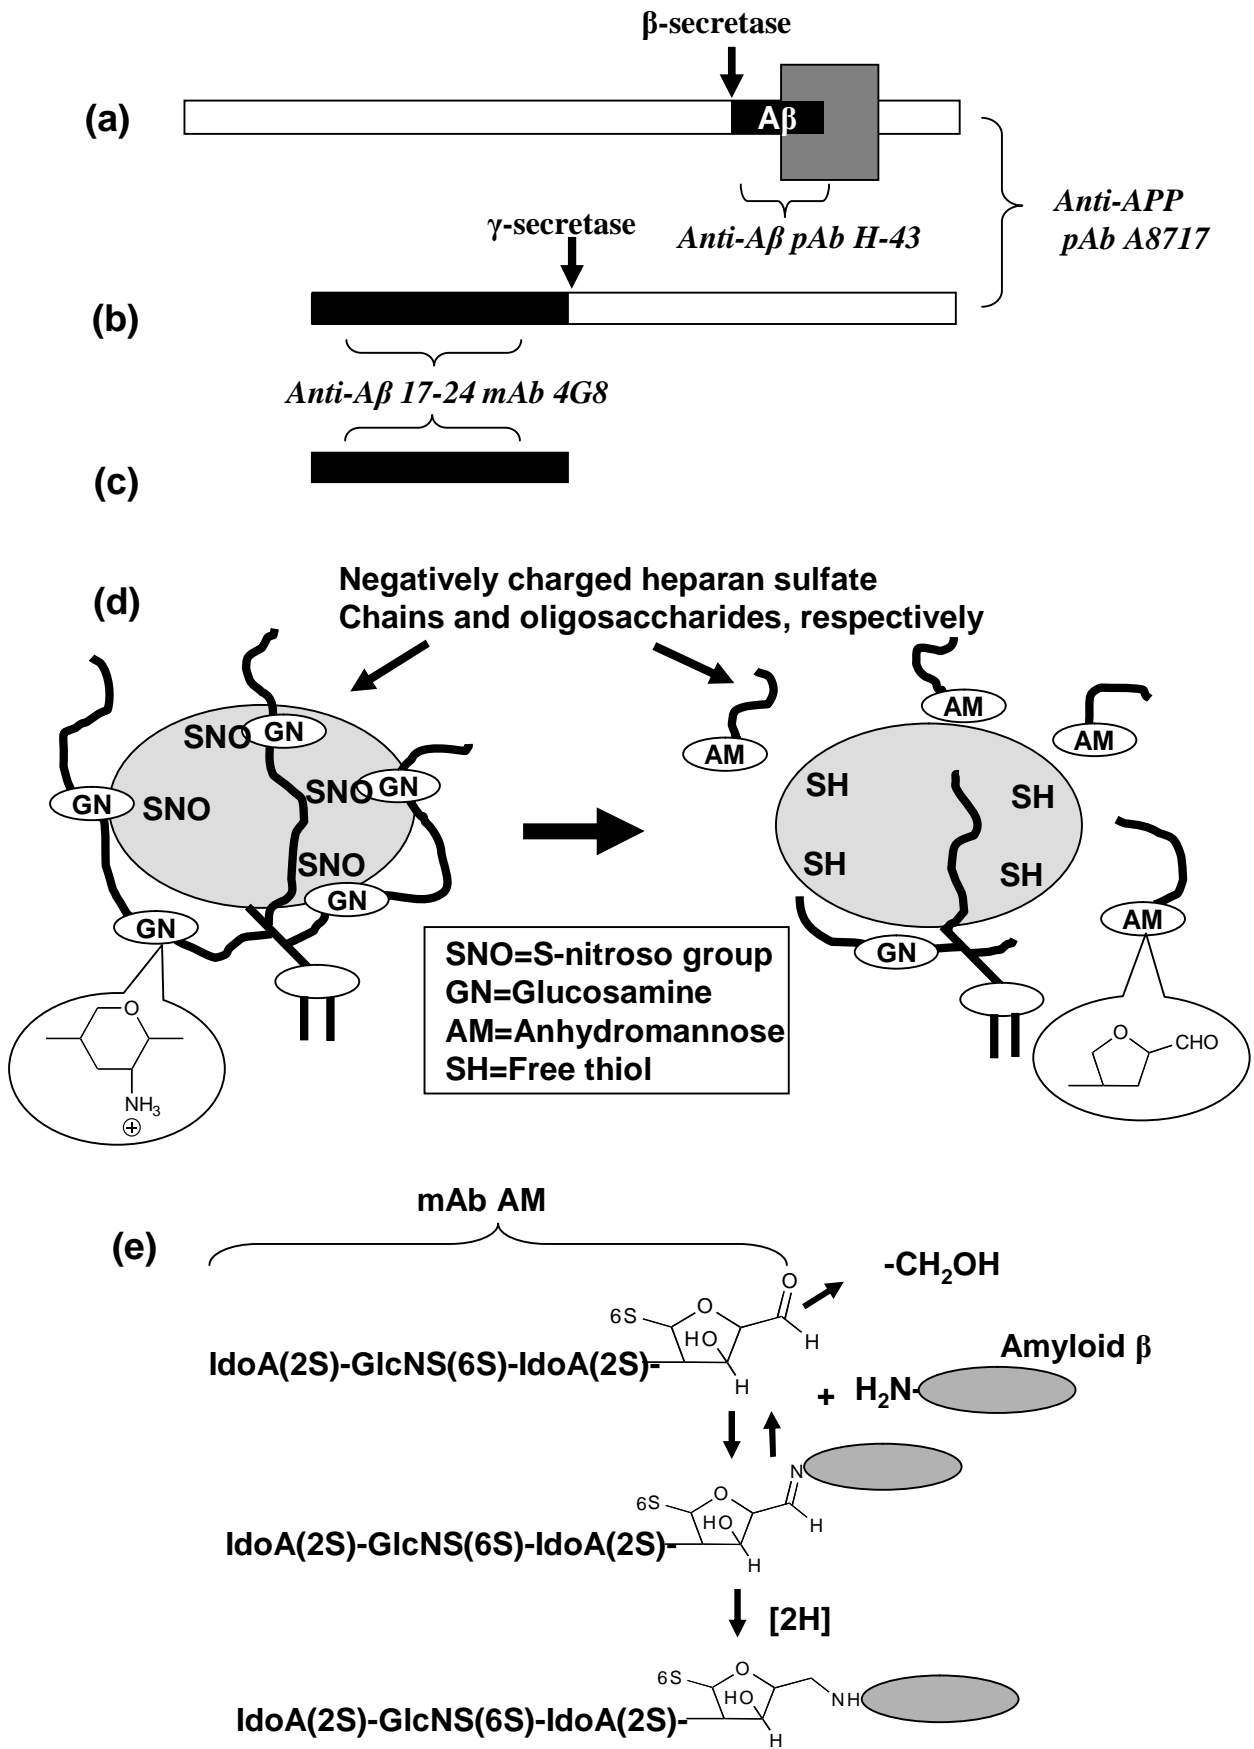 β-secretase
(a)
Aβ
γ-secretase
Anti-Aβ pAb H-43
Anti-APP
pAb A8717
(b)
Anti-Aβ 17-24 mAb 4G8
(c)
(d)
Negatively charged heparan sulfate
Chains and oligosaccharides, respectively
SNO
GN
SNO
GN
GN
SNO
SNO
GN
GN
O
NH3
⊕
AM
AM
AM
SH
SH
SH
SH
GN
AM
O
CHO
SNO=S-nitroso group
GN=Glucosamine
AM=Anhydromannose
SH=Free thiol
(e)
mAb AM
-CH2OH
O
6S
O
HO
H
H
IdoA(2S)-GlcNS(6S)-IdoA(2S)-
Amyloid β
+ H2N-
N
6S
O
HO
H
H
IdoA(2S)-GlcNS(6S)-IdoA(2S)-
[2H]
6S
O
HO
NH
H
IdoA(2S)-GlcNS(6S)-IdoA(2S)-